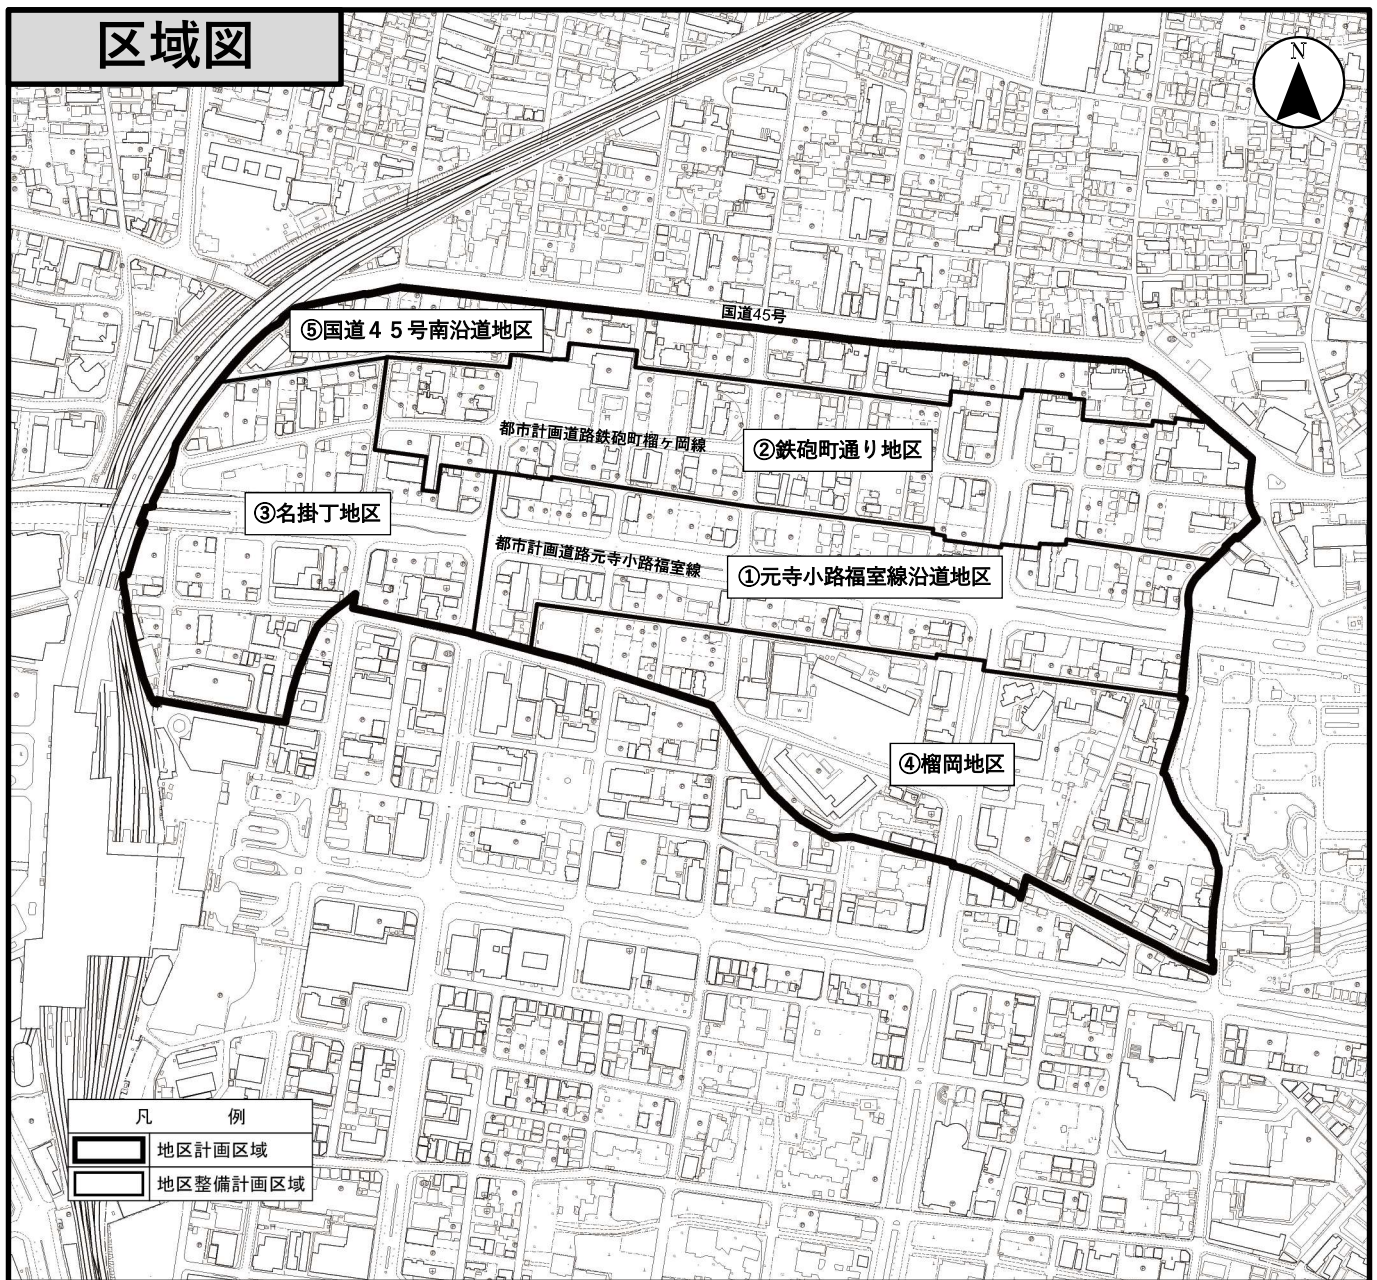 区域図
N
国道45号
⑤国道４５号南沿道地区
都市計画道路鉄砲町榴ヶ岡線
②鉄砲町通り地区
③名掛丁地区
都市計画道路元寺小路福室線
①元寺小路福室線沿道地区
④榴岡地区
凡 例
地区計画区域
地区整備計画区域